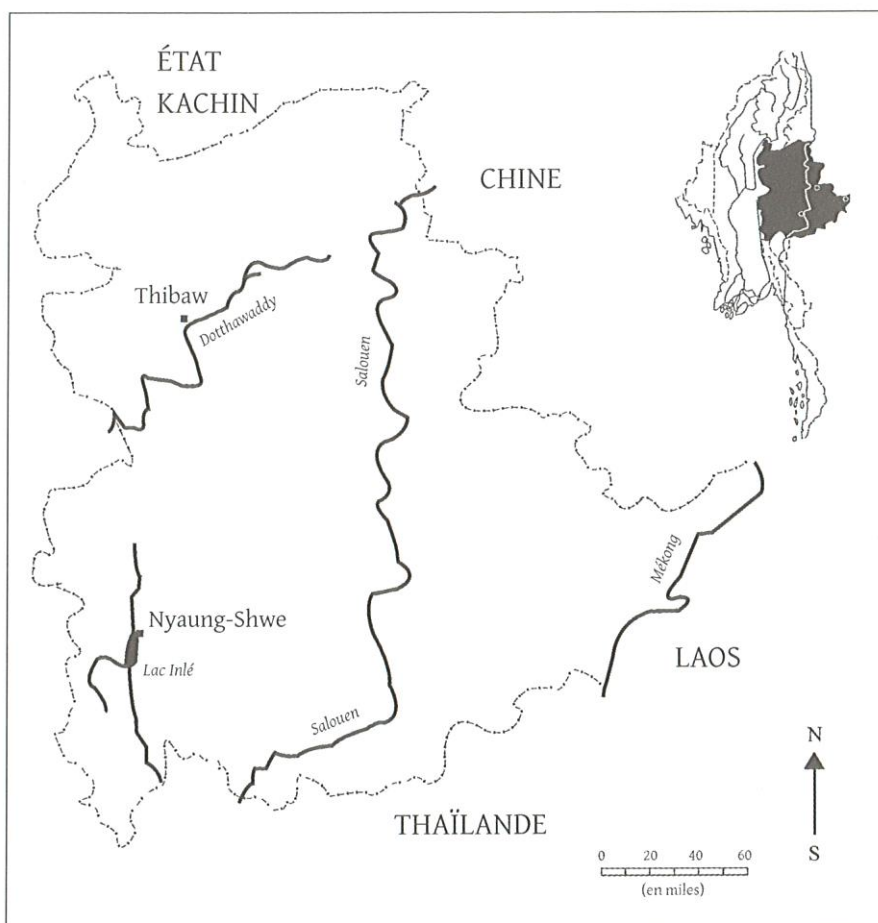 ÉTAT
KACHIN
CHINE
Thibaw
Dotthawaddy
Salouen
Mékong
Nyaung-Shwe
Lac Inlé
LAOS
Salouen
N
THAÏLANDE
S
0 20 40 60
(en miles)